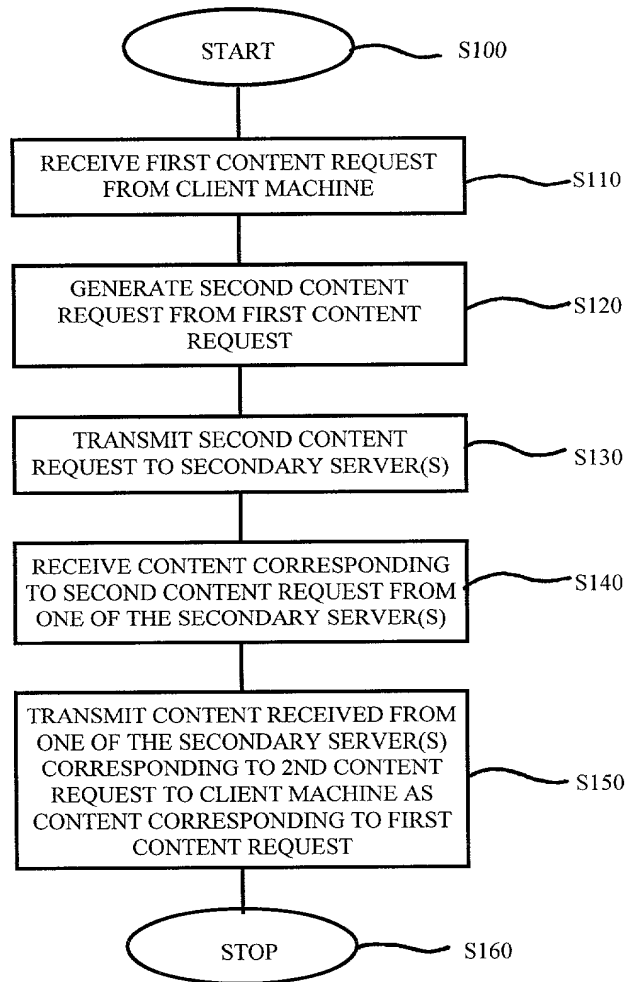 START
S100
RECEIVE FIRST CONTENT REQUEST
FROM CLIENT MACHINE
S110
GENERATE SECOND CONTENT
REQUEST FROM FIRST CONTENT
REQUEST
S120
TRANSMIT SECOND CONTENT
REQUEST TO SECONDARY SERVER(S)
S130
RECEIVE CONTENT CORRESPONDING
TO SECOND CONTENT REQUEST FROM
ONE OF THE SECONDARY SERVER(S)
S140
TRANSMIT CONTENT RECEIVED FROM
ONE OF THE SECONDARY SERVER(S)
CORRESPONDING TO 2ND CONTENT
REQUEST TO CLIENT MACHINE AS
CONTENT CORRESPONDING TO FIRST
CONTENT REQUEST
S150
STOP
S160